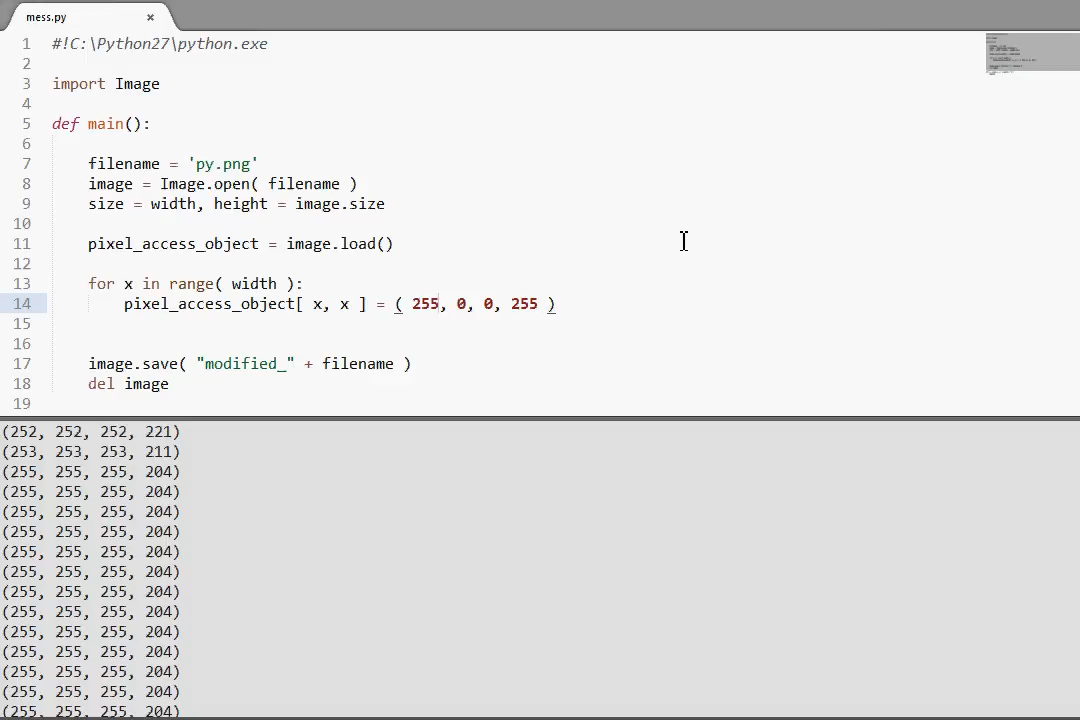 mess.py ×
1 #!C:\Python27\python.exe
2
3 import Image
4
5 def main():
6
7 filename = 'py.png'
8 image = Image.open( filename )
9 size = width, height = image.size
10
11 pixel_access_object = image.load()
12
13 for x in range( width ):
14 pixel_access_object[ x, x ] = ( 255, 0, 0, 255 )
15
16
17 image.save( "modified_" + filename )
18 del image
19
(252, 252, 252, 221)
(253, 253, 253, 211)
(255, 255, 255, 204)
(255, 255, 255, 204)
(255, 255, 255, 204)
(255, 255, 255, 204)
(255, 255, 255, 204)
(255, 255, 255, 204)
(255, 255, 255, 204)
(255, 255, 255, 204)
(255, 255, 255, 204)
(255, 255, 255, 204)
(255, 255, 255, 204)
(255, 255, 255, 204)
(255, 255, 255, 204)